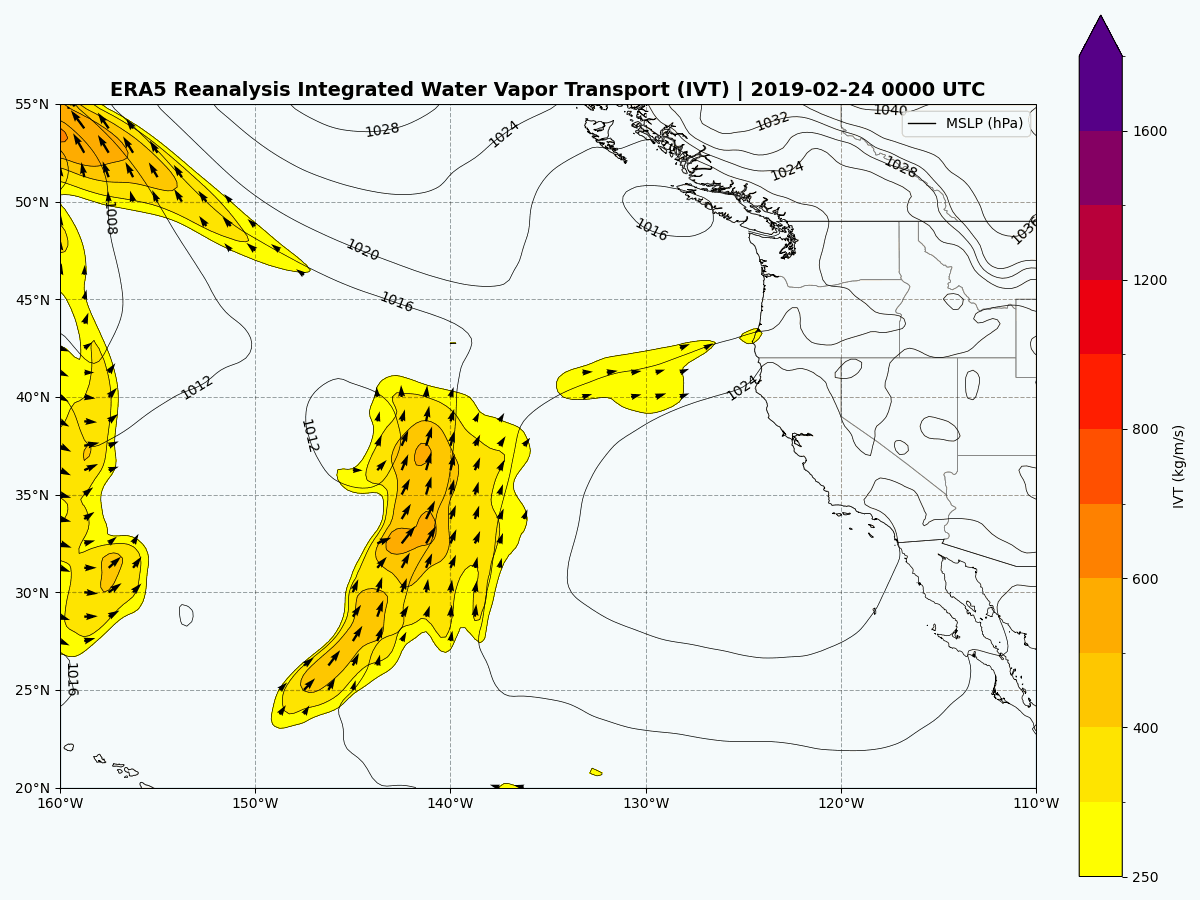 ERA5 Reanalysis Integrated Water Vapor Transport (IVT) | 2019-02-24 0000 UTC
55°N
50°N
45°N
40°N
35°N
30°N
25°N
20°N
160°W
150°W
140°W
130°W
120°W
110°W
MSLP (hPa)
1028
1024
1032
1040
1024
1028
1036
1008
1020
1016
1016
1012
1012
1024
1016
1600
1200
800
600
400
250
IVT (kg/m/s)